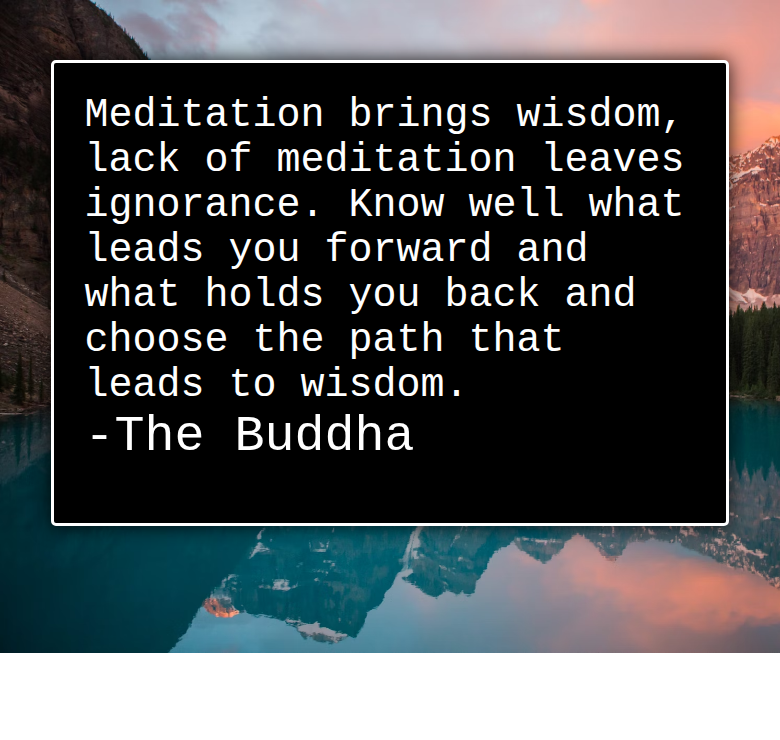 Meditation brings wisdom,
lack of meditation leaves
ignorance. Know well what
leads you forward and
what holds you back and
choose the path that
leads to wisdom.
-The Buddha